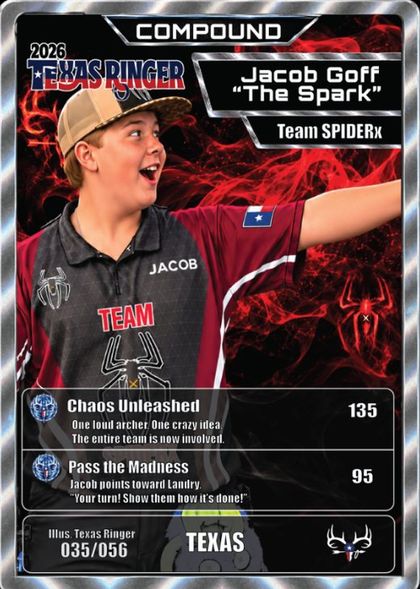 COMPOUND
2026
TEXAS RINGER
Jacob Goff
“The Spark”
Team SPIDERx
JACOB
TEAM
Chaos Unleashed
135
One loud archer. One crazy idea.
The entire team is now involved.
Pass the Madness
95
Jacob points toward Landry.
“Your turn! Show them how it's done!”
Illus. Texas Ringer
035/056
TEXAS